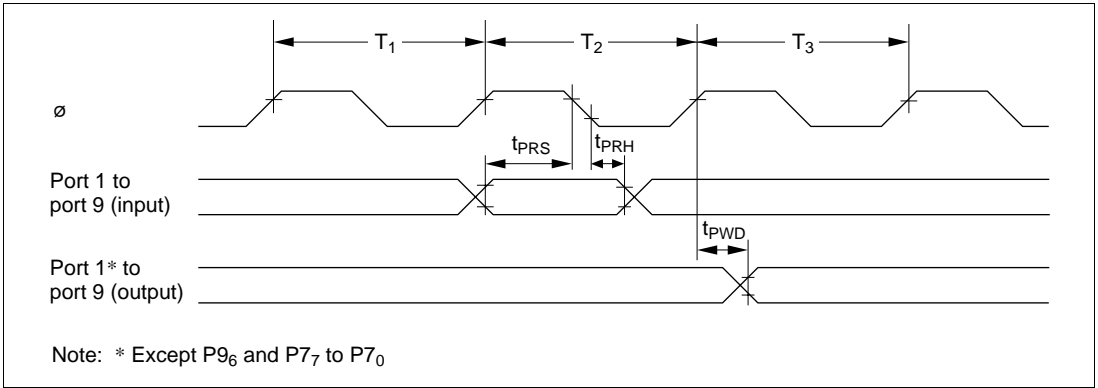 T₁ T₂ T₃
ø
tPRS tPRH
Port 1 to
port 9 (input)
tPWD
Port 1* to
port 9 (output)
Note: * Except P9₆ and P7₇ to P7₀